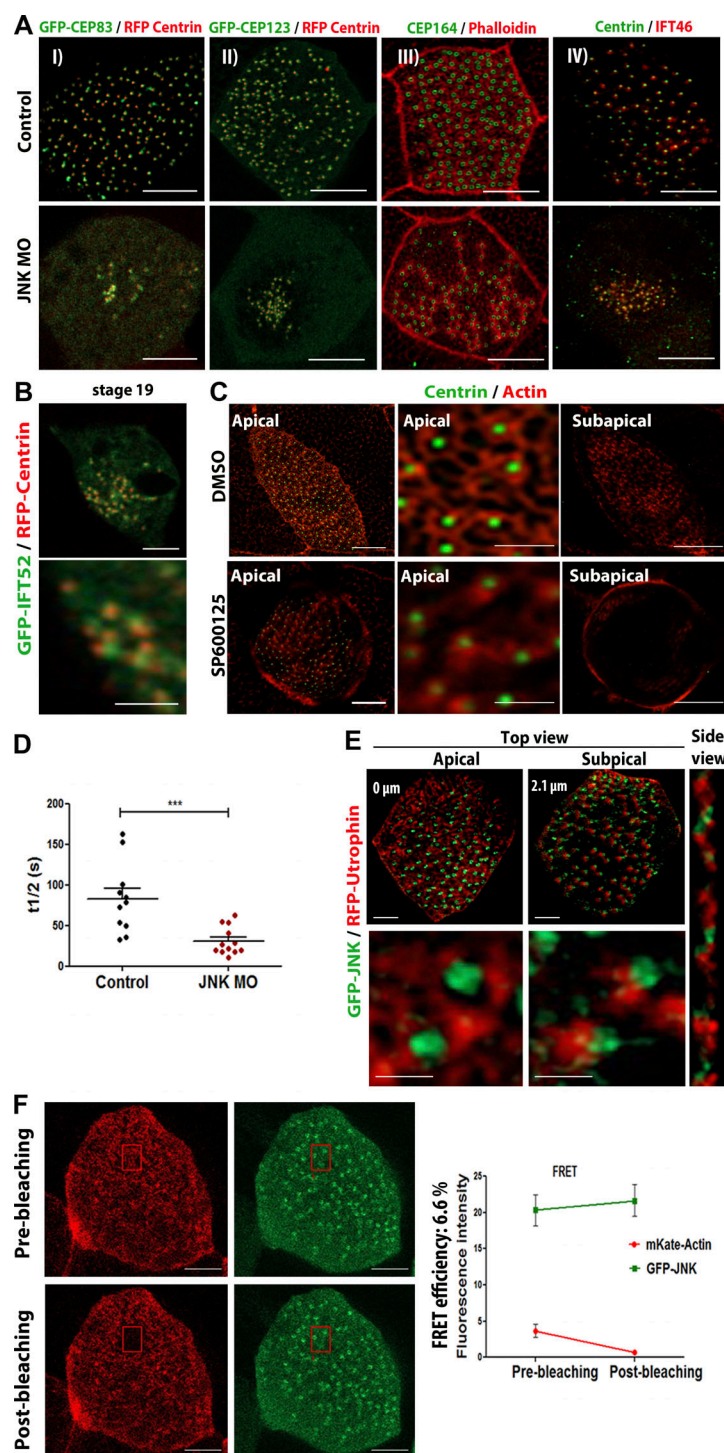 A
GFP-CEP83 / RFP Centrin
GFP-CEP123 / RFP Centrin
CEP164 / Phalloidin
Centrin / IFT46
I)
II)
III)
IV)
Control
JNK MO
B
stage 19
GFP-IFT52 / RFP-Centrin
C
Centrin / Actin
DMSO
Apical
Apical
Subapical
SP600125
Apical
Apical
Subapical
D
t1/2 (s)
200
150
100
50
0
***
Control
JNK MO
E
Top view
Side view
Apical
Subpical
0 µm
2.1 µm
GFP-JNK / RFP-Utrophin
F
Pre-bleaching
Post-bleaching
FRET efficiency: 6.6 %
Fluorescence intensity
FRET
25
20
15
10
5
0
mKate-Actin
GFP-JNK
Pre-bleaching
Post-bleaching